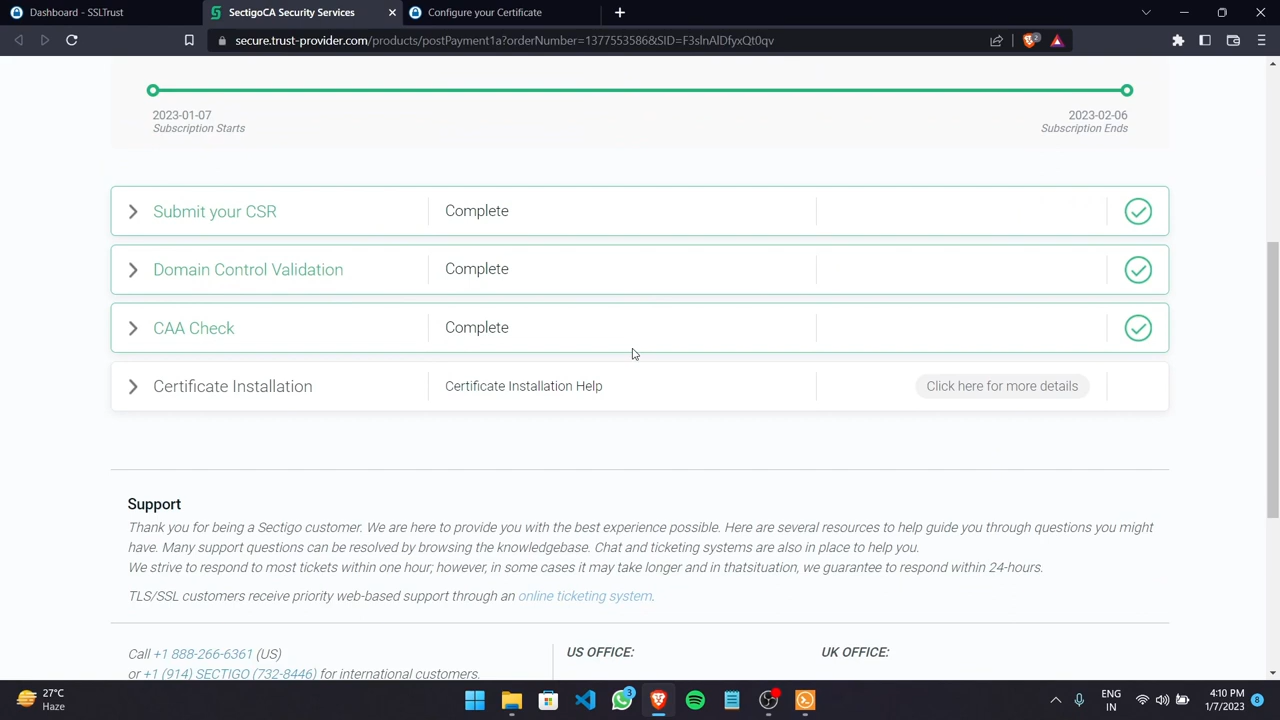 Dashboard - SSLTrust
SectigoCA Security Services
Configure your Certificate
secure.trust-provider.com/products/postPayment1a?orderNumber=1377553586&SID=F3slnAlDfyxQt0qv
2
2023-01-07
Subscription Starts
2023-02-06
Subscription Ends
Submit your CSR
Complete
Domain Control Validation
Complete
CAA Check
Complete
Certificate Installation
Certificate Installation Help
Click here for more details
Support
Thank you for being a Sectigo customer. We are here to provide you with the best experience possible. Here are several resources to help guide you through questions you might
have. Many support questions can be resolved by browsing the knowledgebase. Chat and ticketing systems are also in place to help you.
We strive to respond to most tickets within one hour; however, in some cases it may take longer and in thatsituation, we guarantee to respond within 24-hours.
TLS/SSL customers receive priority web-based support through an online ticketing system.
Call +1 888-266-6361 (US)
or +1 (914) SECTIGO (732-8446) for international customers.
US OFFICE:
UK OFFICE:
27°C
Haze
3
ENG
IN
4:10 PM
1/7/2023
8